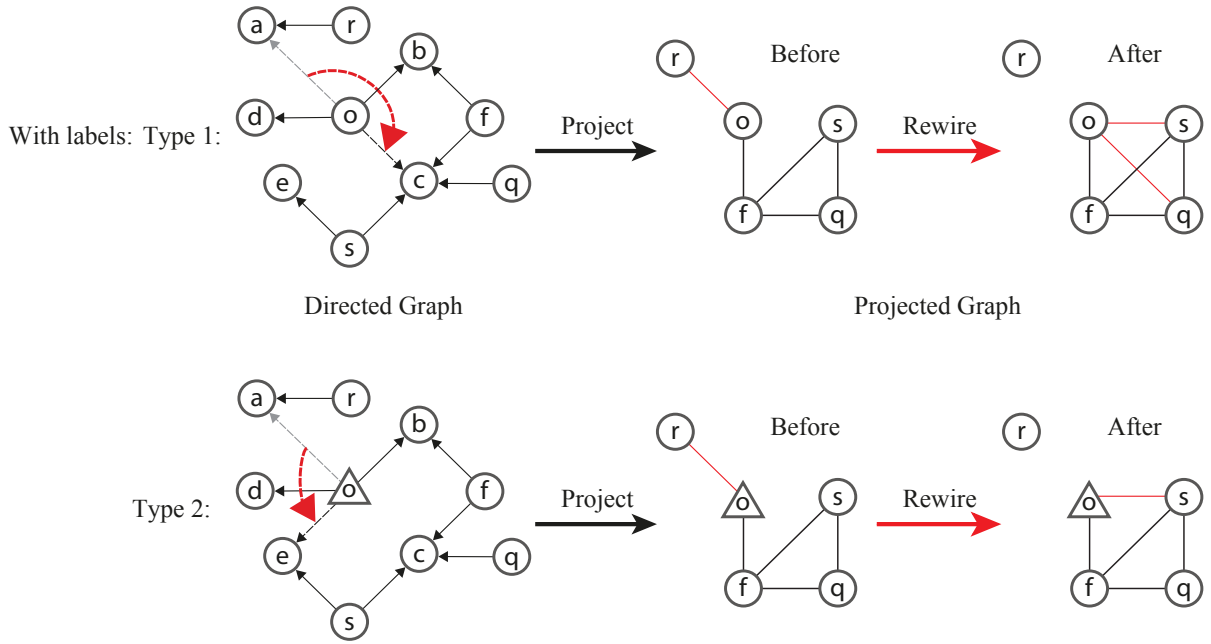 a r b Before After
r r
d o f o s o s
With labels: Type 1: Project Rewire
e c q f q f q
s
Directed Graph Projected Graph
a r b Before After
r r
d o f o s o s
Type 2: Project Rewire
e c q f q f q
s